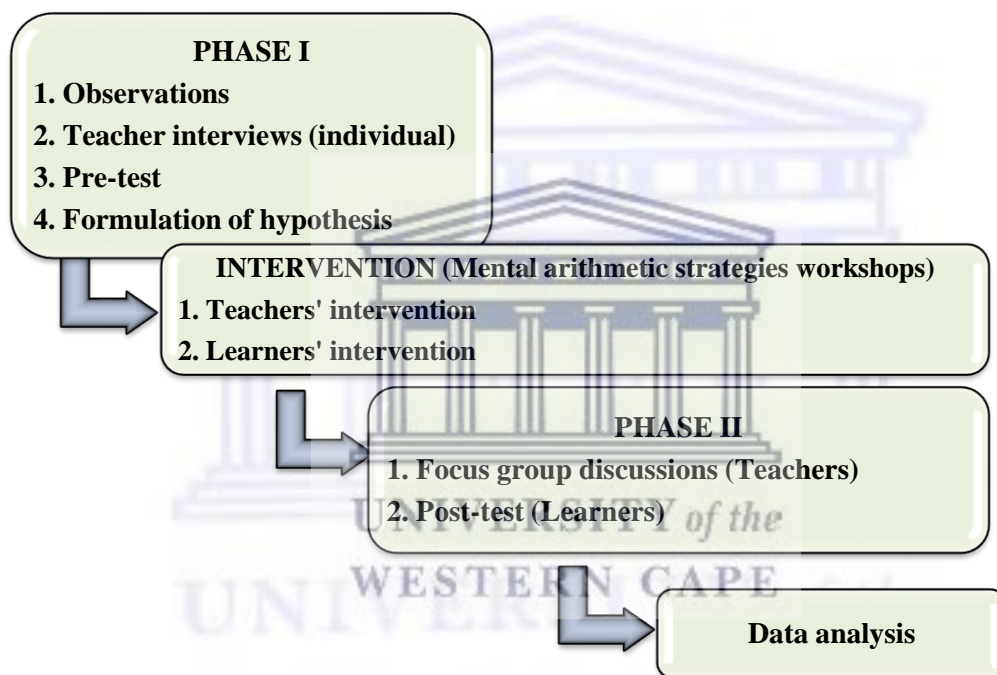 PHASE I
1. Observations
2. Teacher interviews (individual)
3. Pre-test
4. Formulation of hypothesis
INTERVENTION (Mental arithmetic strategies workshops)
1. Teachers' intervention
2. Learners' intervention
PHASE II
1. Focus group discussions (Teachers)
2. Post-test (Learners)
UNIVERSITY of the
WESTERN CAPE
Data analysis